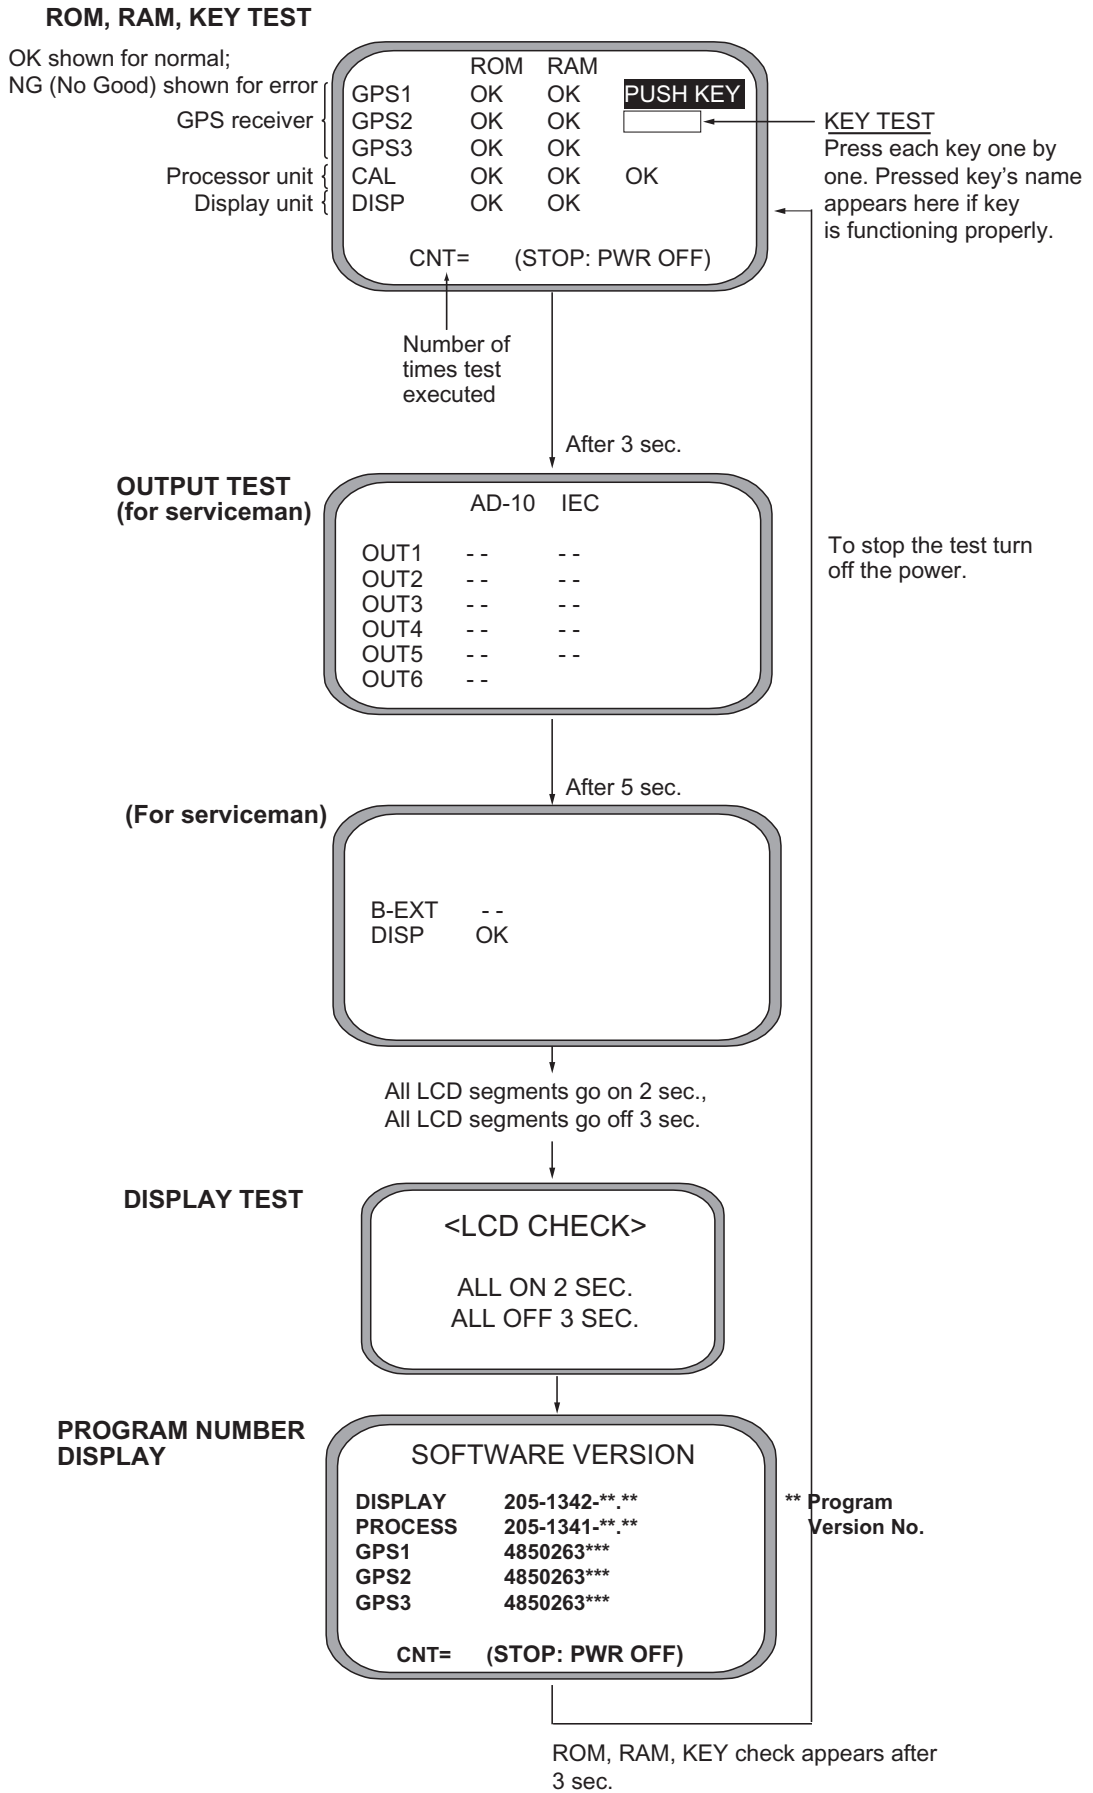 ROM, RAM, KEY TEST
OK shown for normal;
NG (No Good) shown for error
GPS receiver
Processor unit
Display unit
ROM RAM
GPS1 OK OK PUSH KEY
GPS2 OK OK
GPS3 OK OK
CAL OK OK OK
DISP OK OK
CNT= (STOP: PWR OFF)
KEY TEST
Press each key one by
one. Pressed key's name
appears here if key
is functioning properly.
Number of
times test
executed
After 3 sec.
OUTPUT TEST
(for serviceman)
AD-10 IEC
OUT1 - - - -
OUT2 - - - -
OUT3 - - - -
OUT4 - - - -
OUT5 - - - -
OUT6 - -
To stop the test turn
off the power.
After 5 sec.
(For serviceman)
B-EXT - -
DISP OK
All LCD segments go on 2 sec.,
All LCD segments go off 3 sec.
DISPLAY TEST
<LCD CHECK>
ALL ON 2 SEC.
ALL OFF 3 SEC.
PROGRAM NUMBER
DISPLAY
SOFTWARE VERSION
DISPLAY 205-1342-**.**
PROCESS 205-1341-**.**
GPS1 4850263***
GPS2 4850263***
GPS3 4850263***
CNT= (STOP: PWR OFF)
** Program
Version No.
ROM, RAM, KEY check appears after
3 sec.